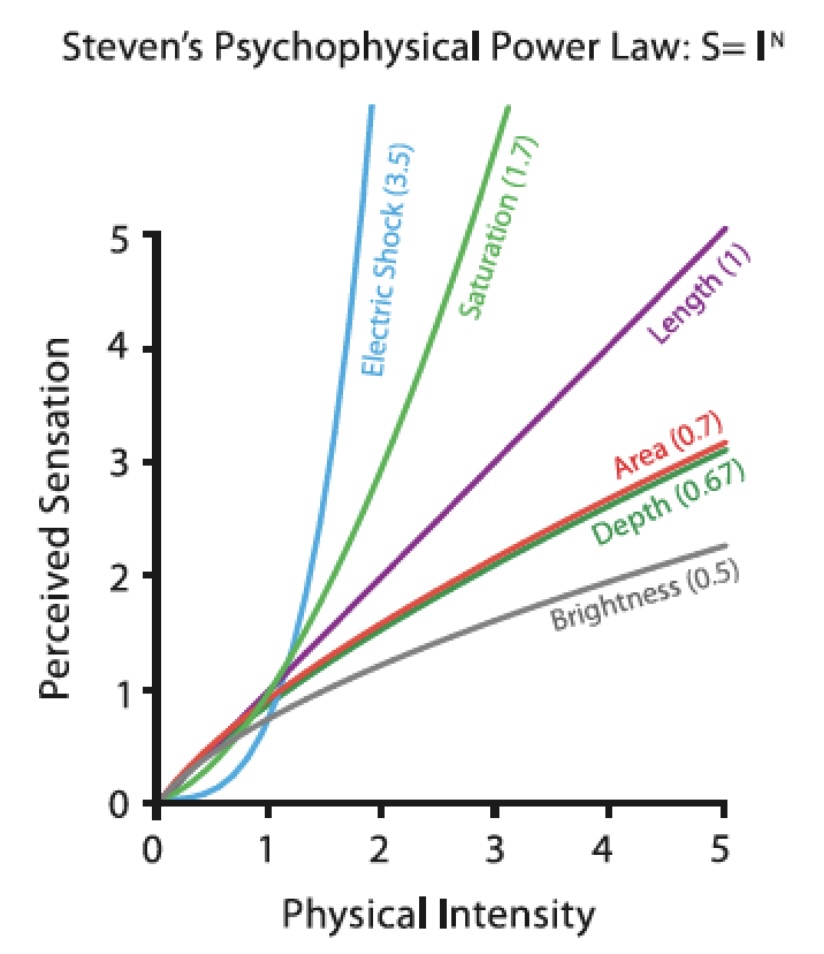 Steven's Psychophysical Power Law: S= I^N
Electric Shock (3.5)
Saturation (1.7)
Length (1)
Area (0.7)
Depth (0.67)
Brightness (0.5)
Perceived Sensation
5
4
3
2
1
0
0 1 2 3 4 5
Physical Intensity